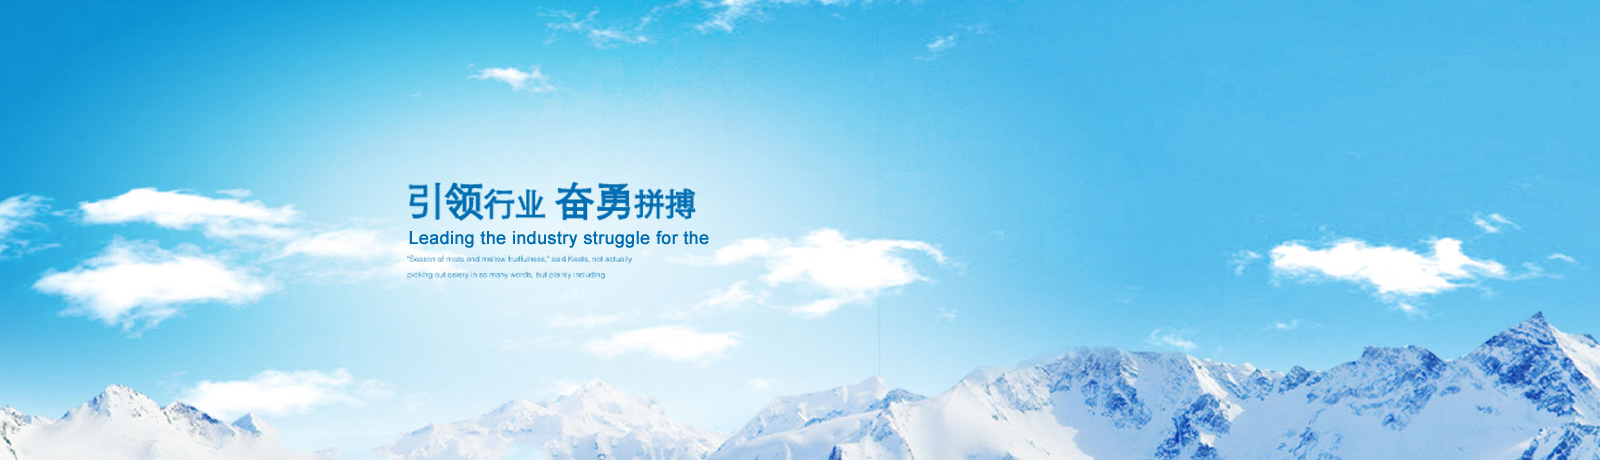 引领行业 奋勇拼搏
Leading the industry struggle for the
"Season of mists and mellow fruitfulness," said Keats, not actually
picking out celery in so many words, but plainly including